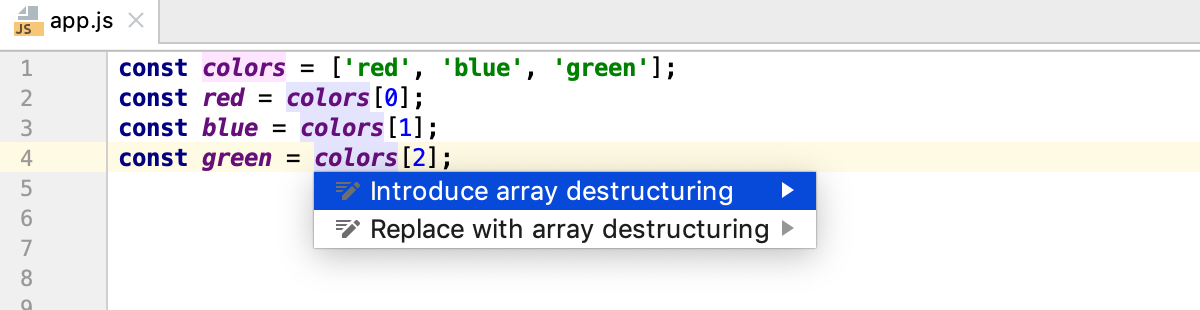 JS app.js
1 const colors = ['red', 'blue', 'green'];
2 const red = colors[0];
3 const blue = colors[1];
4 const green = colors[2];
5 Introduce array destructuring
6 Replace with array destructuring
7
8
9